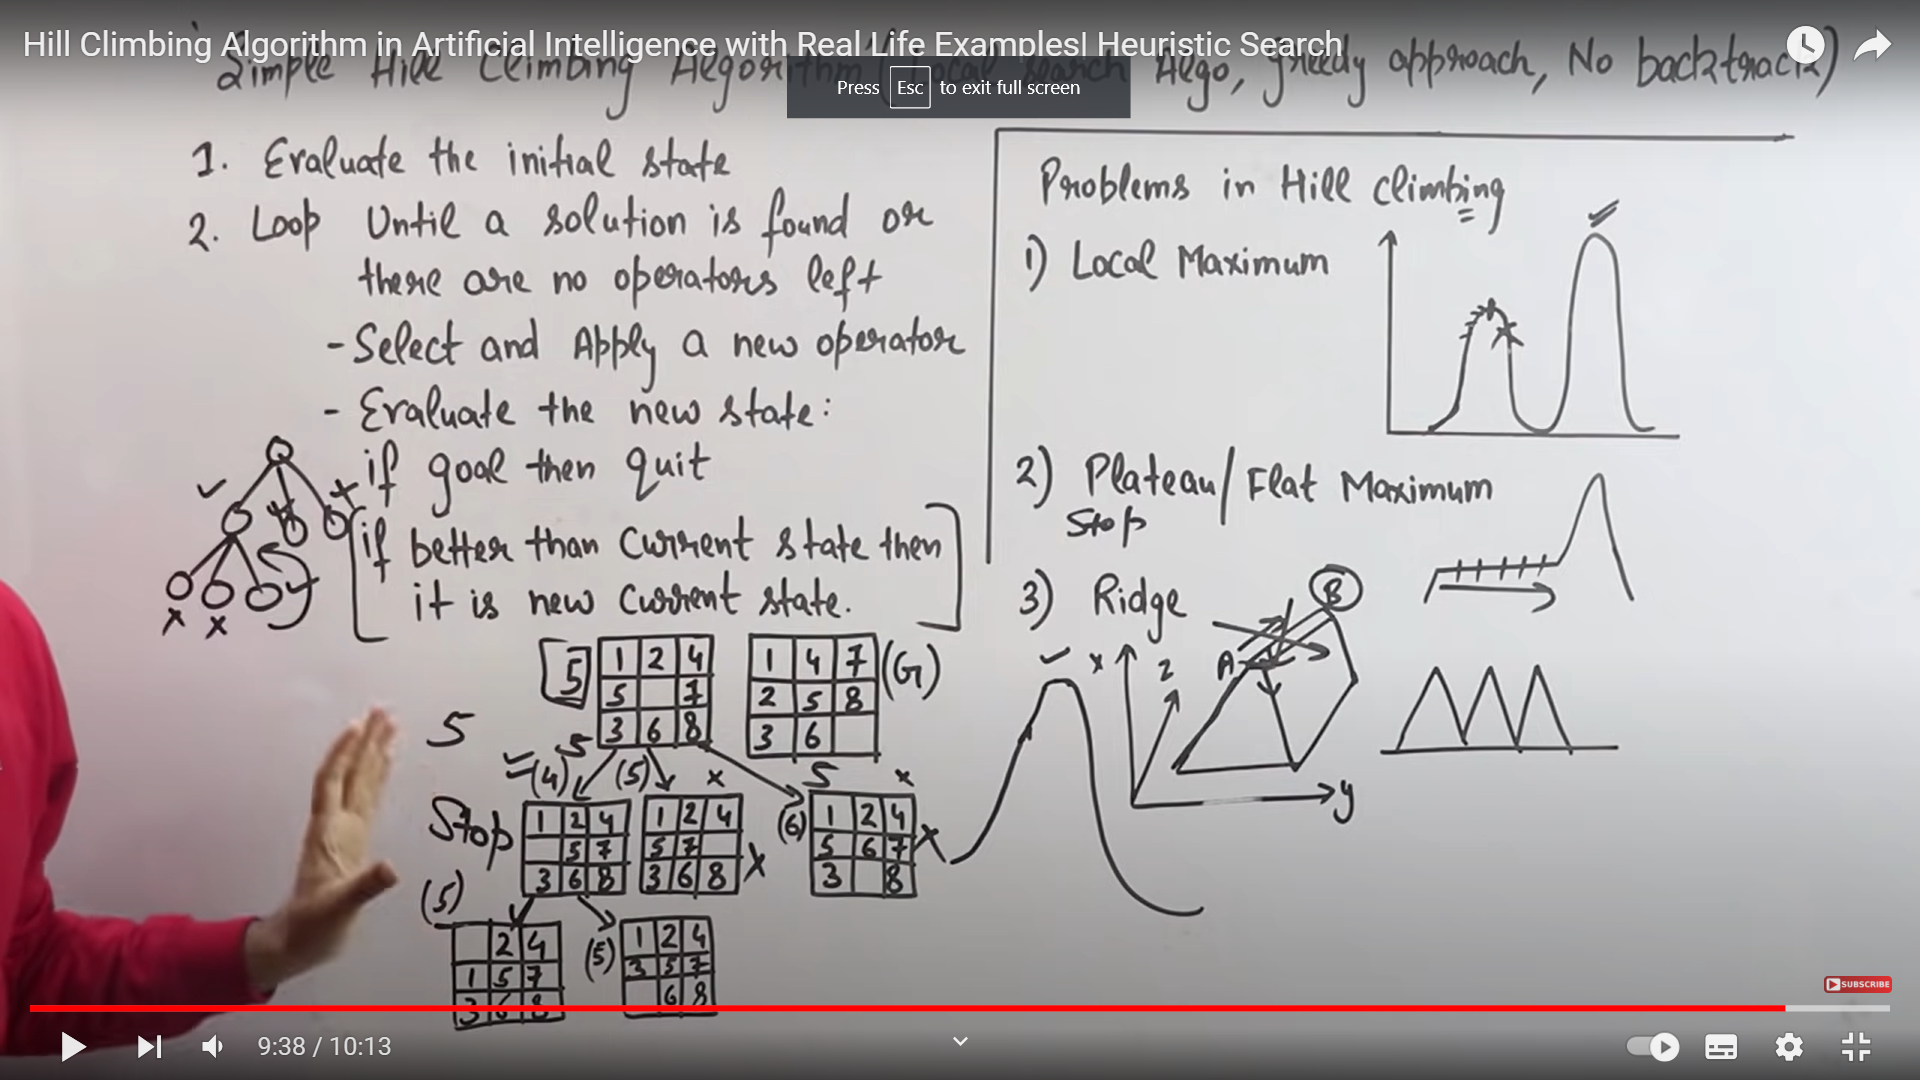 Hill Climbing Algorithm in Artificial Intelligence with Real Life Examples| Heuristic Search
Simple Hill Climbing Algorithm (Local search Algo, greedy approach, No backtrack)
Press Esc to exit full screen
1. Evaluate the initial state
2. Loop Until a solution is found or
there are no operators left
- Select and Apply a new operator
- Evaluate the new state:
if goal then quit
if better than current state then
it is new current state.
5
1 2 4
5 7
3 6 8
1 4 7
2 5 8
3 6
(G)
5
5
(4)
(5)
x
5
x
Stop
1 2 4
5 7
3 6 8
1 2 4
5 7
3 6 8
x
(6)
1 2 4
5 6 7
3 8
x
(5)
2 4
1 5 7
3 6 8
(5)
1 2 4
3 5 7
6 8
x x
Problems in Hill climbing
1) Local Maximum
2) Plateau/Flat Maximum
Stop
3) Ridge
B
A
x
z
y
SUBSCRIBE
9:38 / 10:13